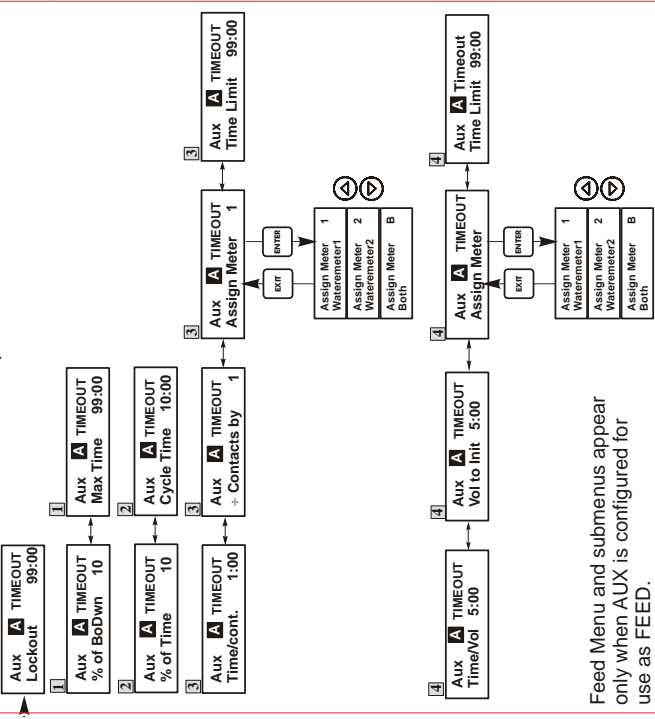 Aux A TIMEOUT
Lockout 99:00
1
Aux A TIMEOUT
% of BoDwn 10
1
Aux A TIMEOUT
Max Time 99:00
2
Aux A TIMEOUT
% of Time 10
2
Aux A TIMEOUT
Cycle Time 10:00
3
Aux A TIMEOUT
Time/cont. 1:00
3
Aux A TIMEOUT
÷ Contacts by 1
3
Aux A TIMEOUT
Assign Meter 1
3
Aux A TIMEOUT
Time Limit 99:00
EXIT
ENTER
Assign Meter 1
Wateremeter1
Assign Meter 2
Wateremeter2
Assign Meter B
Both
4
Aux A TIMEOUT
Time/Vol 5:00
4
Aux A TIMEOUT
Vol to Init 5:00
4
Aux A TIMEOUT
Assign Meter
4
Aux A Timeout
Time Limit 99:00
EXIT
ENTER
Assign Meter 1
Wateremeter1
Assign Meter 2
Wateremeter2
Assign Meter B
Both
Feed Menu and submenus appear
only when AUX is configured for
use as FEED.